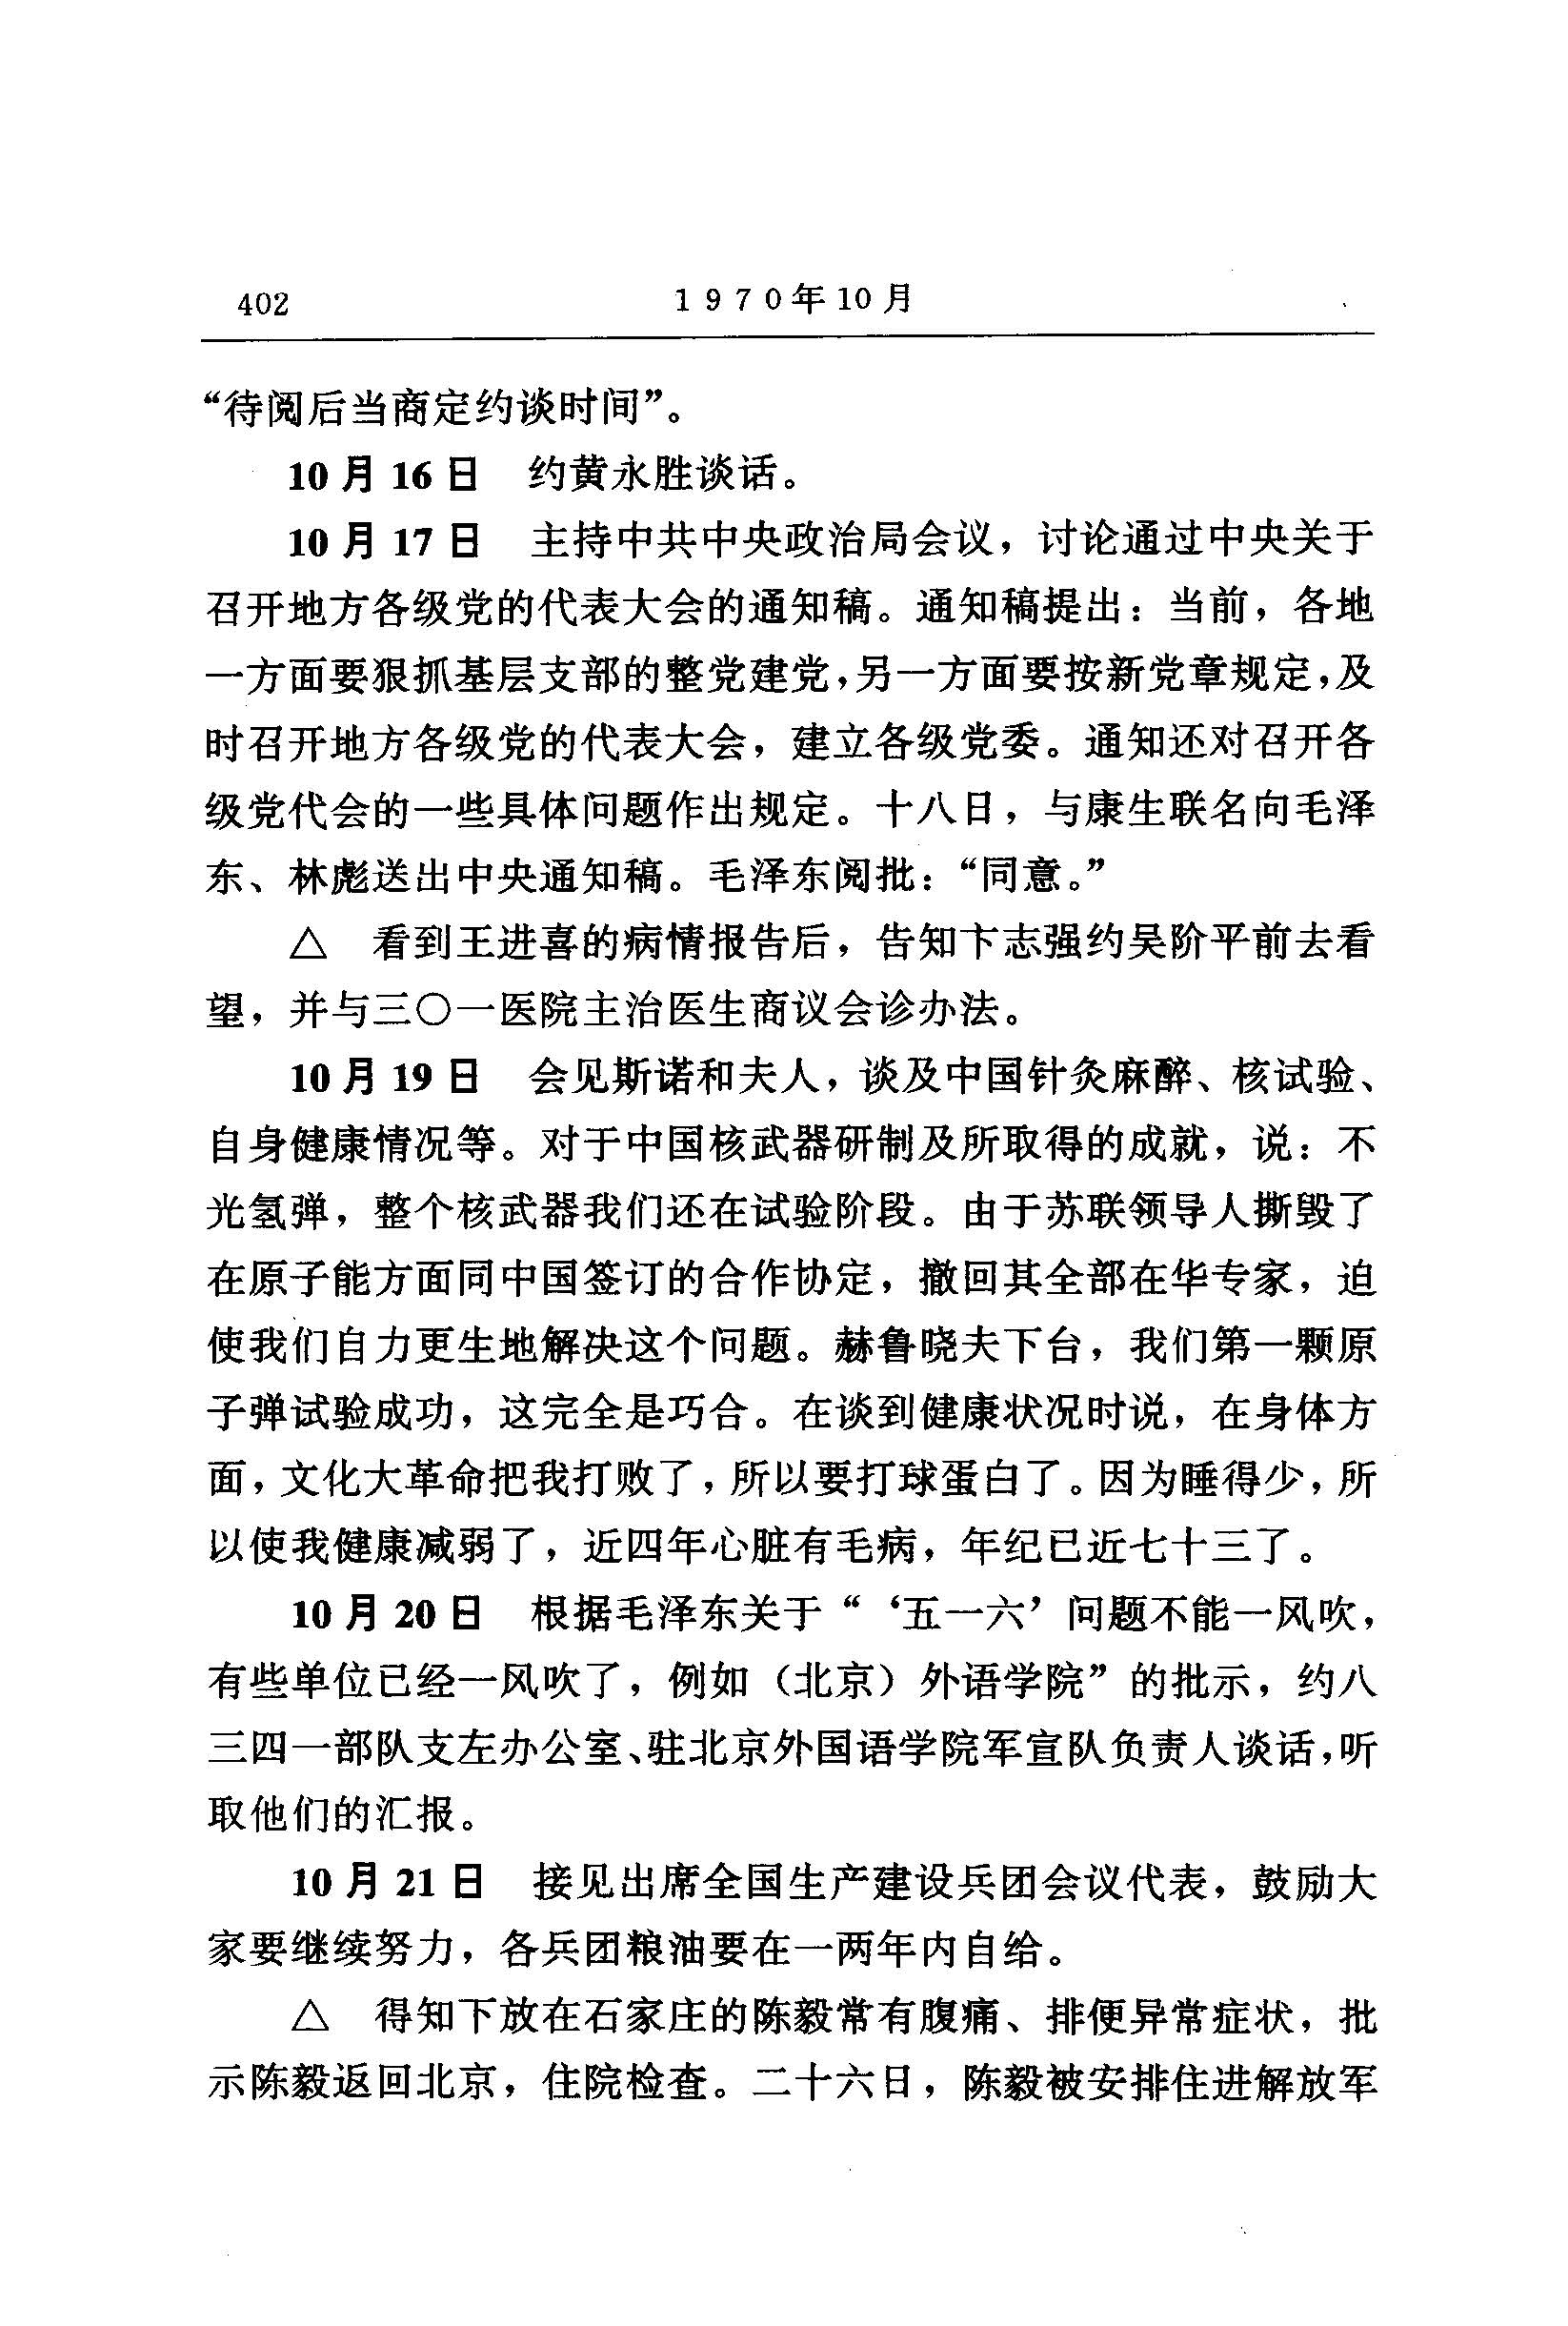 402
1970年10月
“待阅后当商定约谈时间”。
10月16日　约黄永胜谈话。
10月17日　主持中共中央政治局会议，讨论通过中央关于
召开地方各级党的代表大会的通知稿。通知稿提出：当前，各地
一方面要狠抓基层支部的整党建党，另一方面要按新党章规定，及
时召开地方各级党的代表大会，建立各级党委。通知还对召开各
级党代会的一些具体问题作出规定。十八日，与康生联名向毛泽
东、林彪送出中央通知稿。毛泽东阅批：“同意。”
△　看到王进喜的病情报告后，告知卞志强约吴阶平前去看
望，并与三〇一医院主治医生商议会诊办法。
10月19日　会见斯诺和夫人，谈及中国针灸麻醉、核试验、
自身健康情况等。对于中国核武器研制及所取得的成就，说：不
光氢弹，整个核武器我们还在试验阶段。由于苏联领导人撕毁了
在原子能方面同中国签订的合作协定，撤回其全部在华专家，迫
使我们自力更生地解决这个问题。赫鲁晓夫下台，我们第一颗原
子弹试验成功，这完全是巧合。在谈到健康状况时说，在身体方
面，文化大革命把我打败了，所以要打球蛋白了。因为睡得少，所
以使我健康减弱了，近四年心脏有毛病，年纪已近七十三了。
10月20日　根据毛泽东关于“‘五一六’问题不能一风吹，
有些单位已经一风吹了，例如（北京）外语学院”的批示，约八
三四一部队支左办公室、驻北京外国语学院军宣队负责人谈话，听
取他们的汇报。
10月21日　接见出席全国生产建设兵团会议代表，鼓励大
家要继续努力，各兵团粮油要在一两年内自给。
△　得知下放在石家庄的陈毅常有腹痛、排便异常症状，批
示陈毅返回北京，住院检查。二十六日，陈毅被安排住进解放军